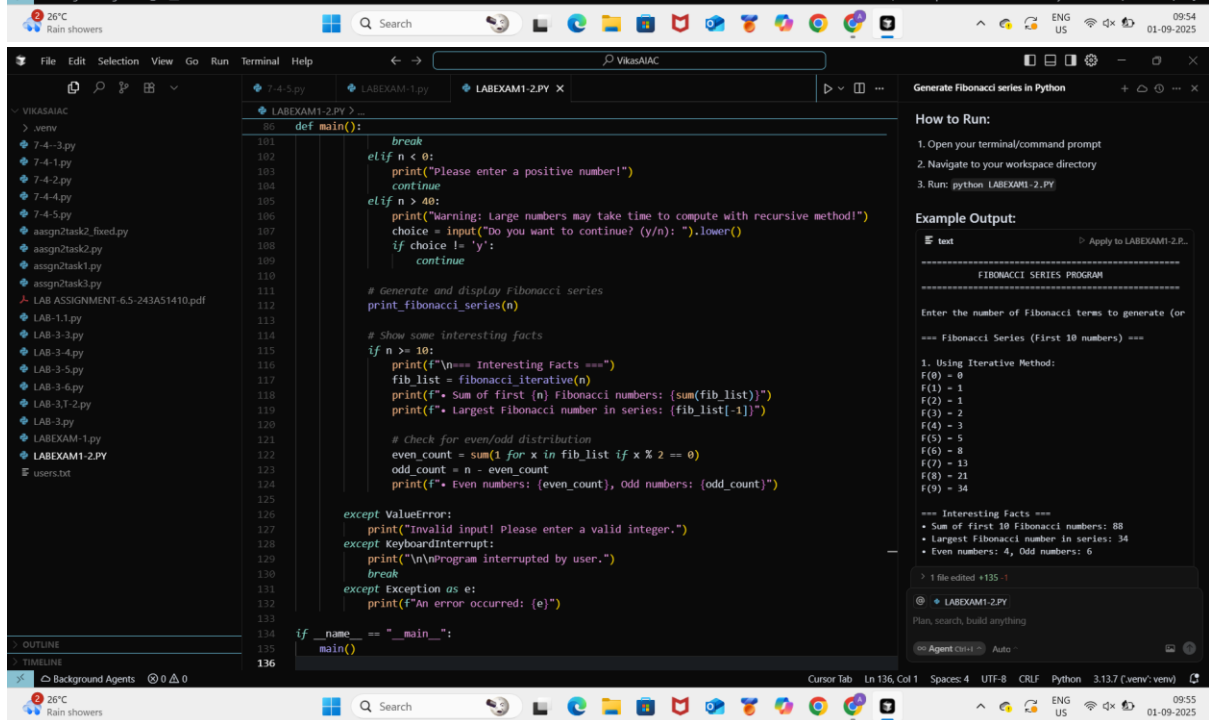 26°C
Rain showers
2
Search
ENG
US
09:54
01-09-2025
File Edit Selection View Go Run Terminal Help
VikasAIAC
VIKASAIAC
.venv
7-4--3.py
7-4-1.py
7-4-2.py
7-4-4.py
7-4-5.py
aasgn2task2_fixed.py
aasgn2task2.py
assgn1task1.py
assgn2task3.py
LAB ASSIGNMENT-6.5-243A51410.pdf
LAB-1.1.py
LAB-3-3.py
LAB-3-4.py
LAB-3-5.py
LAB-3-6.py
LAB-3,T-2.py
LAB-3.py
LABEXAM-1.py
LABEXAM1-2.PY
users.txt
OUTLINE
TIMELINE
7-4-5.py LABEXAM-1.py LABEXAM1-2.PY
LABEXAM1-2.PY > ...
86 def main():
101 break
102 elif n < 0:
103 print("Please enter a positive number!")
104 continue
105 elif n > 40:
106 print("Warning: Large numbers may take time to compute with recursive method!")
107 choice = input("Do you want to continue? (y/n): ").lower()
108 if choice != 'y':
109 continue
110
111 # Generate and display Fibonacci series
112 print_fibonacci_series(n)
113
114 # Show some interesting facts
115 if n >= 10:
116 print(f"\n=== Interesting Facts ===")
117 fib_list = fibonacci_iterative(n)
118 print(f"• Sum of first {n} Fibonacci numbers: {sum(fib_list)}")
119 print(f"• Largest Fibonacci number in series: {fib_list[-1]}")
120
121 # Check for even/odd distribution
122 even_count = sum(1 for x in fib_list if x % 2 == 0)
123 odd_count = n - even_count
124 print(f"• Even numbers: {even_count}, Odd numbers: {odd_count}")
125
126 except ValueError:
127 print("Invalid input! Please enter a valid integer.")
128 except KeyboardInterrupt:
129 print("\n\nProgram interrupted by user.")
130 break
131 except Exception as e:
132 print(f"An error occurred: {e}")
133
134 if __name__ == "__main__":
135 main()
136
Generate Fibonacci series in Python
How to Run:
1. Open your terminal/command prompt
2. Navigate to your workspace directory
3. Run: python LABEXAM1-2.PY
Example Output:
text Apply to LABEXAM1-2.P...
==================================================
FIBONACCI SERIES PROGRAM
==================================================
Enter the number of Fibonacci terms to generate (or
=== Fibonacci Series (First 10 numbers) ===
1. Using Iterative Method:
F(0) = 0
F(1) = 1
F(2) = 1
F(3) = 2
F(4) = 3
F(5) = 5
F(6) = 8
F(7) = 13
F(8) = 21
F(9) = 34
=== Interesting Facts ===
• Sum of first 10 Fibonacci numbers: 88
• Largest Fibonacci number in series: 34
• Even numbers: 4, Odd numbers: 6
1 file edited +135 -1
@ LABEXAM1-2.PY
Plan, search, build anything
Agent Ctrl+I Auto
Background Agents 0 0
Cursor Tab Ln 136, Col 1 Spaces: 4 UTF-8 CRLF Python 3.13.7 ('.venv': venv)
2
26°C
Rain showers
Search
ENG
US
09:55
01-09-2025